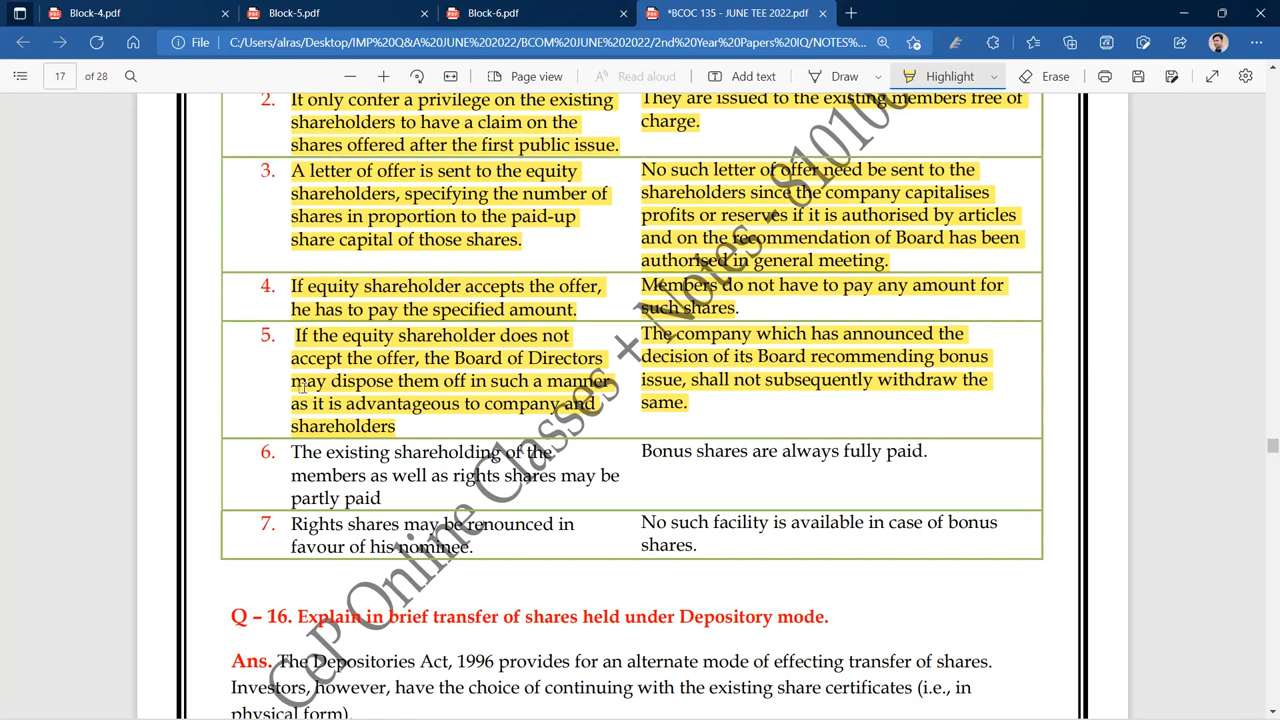 Block-4.pdf
Block-5.pdf
Block-6.pdf
*BCOC 135 - JUNE TEE 2022.pdf
File
C:/Users/alras/Desktop/IMP%20Q&A%20JUNE%202022/BCOM%20JUNE%202022/2nd%20Year%20Papers%20IQ/NOTES%...
17
of 28
Page view
Read aloud
Add text
Draw
Highlight
Erase
2. It only confer a privilege on the existing
shareholders to have a claim on the
shares offered after the first public issue.
They are issued to the existing members free of
charge.
3. A letter of offer is sent to the equity
shareholders, specifying the number of
shares in proportion to the paid-up
share capital of those shares.
No such letter of offer need be sent to the
shareholders since the company capitalises
profits or reserves if it is authorised by articles
and on the recommendation of Board has been
authorised in general meeting.
4. If equity shareholder accepts the offer,
he has to pay the specified amount.
Members do not have to pay any amount for
such shares.
5. If the equity shareholder does not
accept the offer, the Board of Directors
may dispose them off in such a manner
as it is advantageous to company and
shareholders
The company which has announced the
decision of its Board recommending bonus
issue, shall not subsequently withdraw the
same.
6. The existing shareholding of the
members as well as rights shares may be
partly paid
Bonus shares are always fully paid.
7. Rights shares may be renounced in
favour of his nominee.
No such facility is available in case of bonus
shares.
Q – 16. Explain in brief transfer of shares held under Depository mode.
Ans. The Depositories Act, 1996 provides for an alternate mode of effecting transfer of shares.
Investors, however, have the choice of continuing with the existing share certificates (i.e., in
physical form).
CeP Online Classes + Notes -